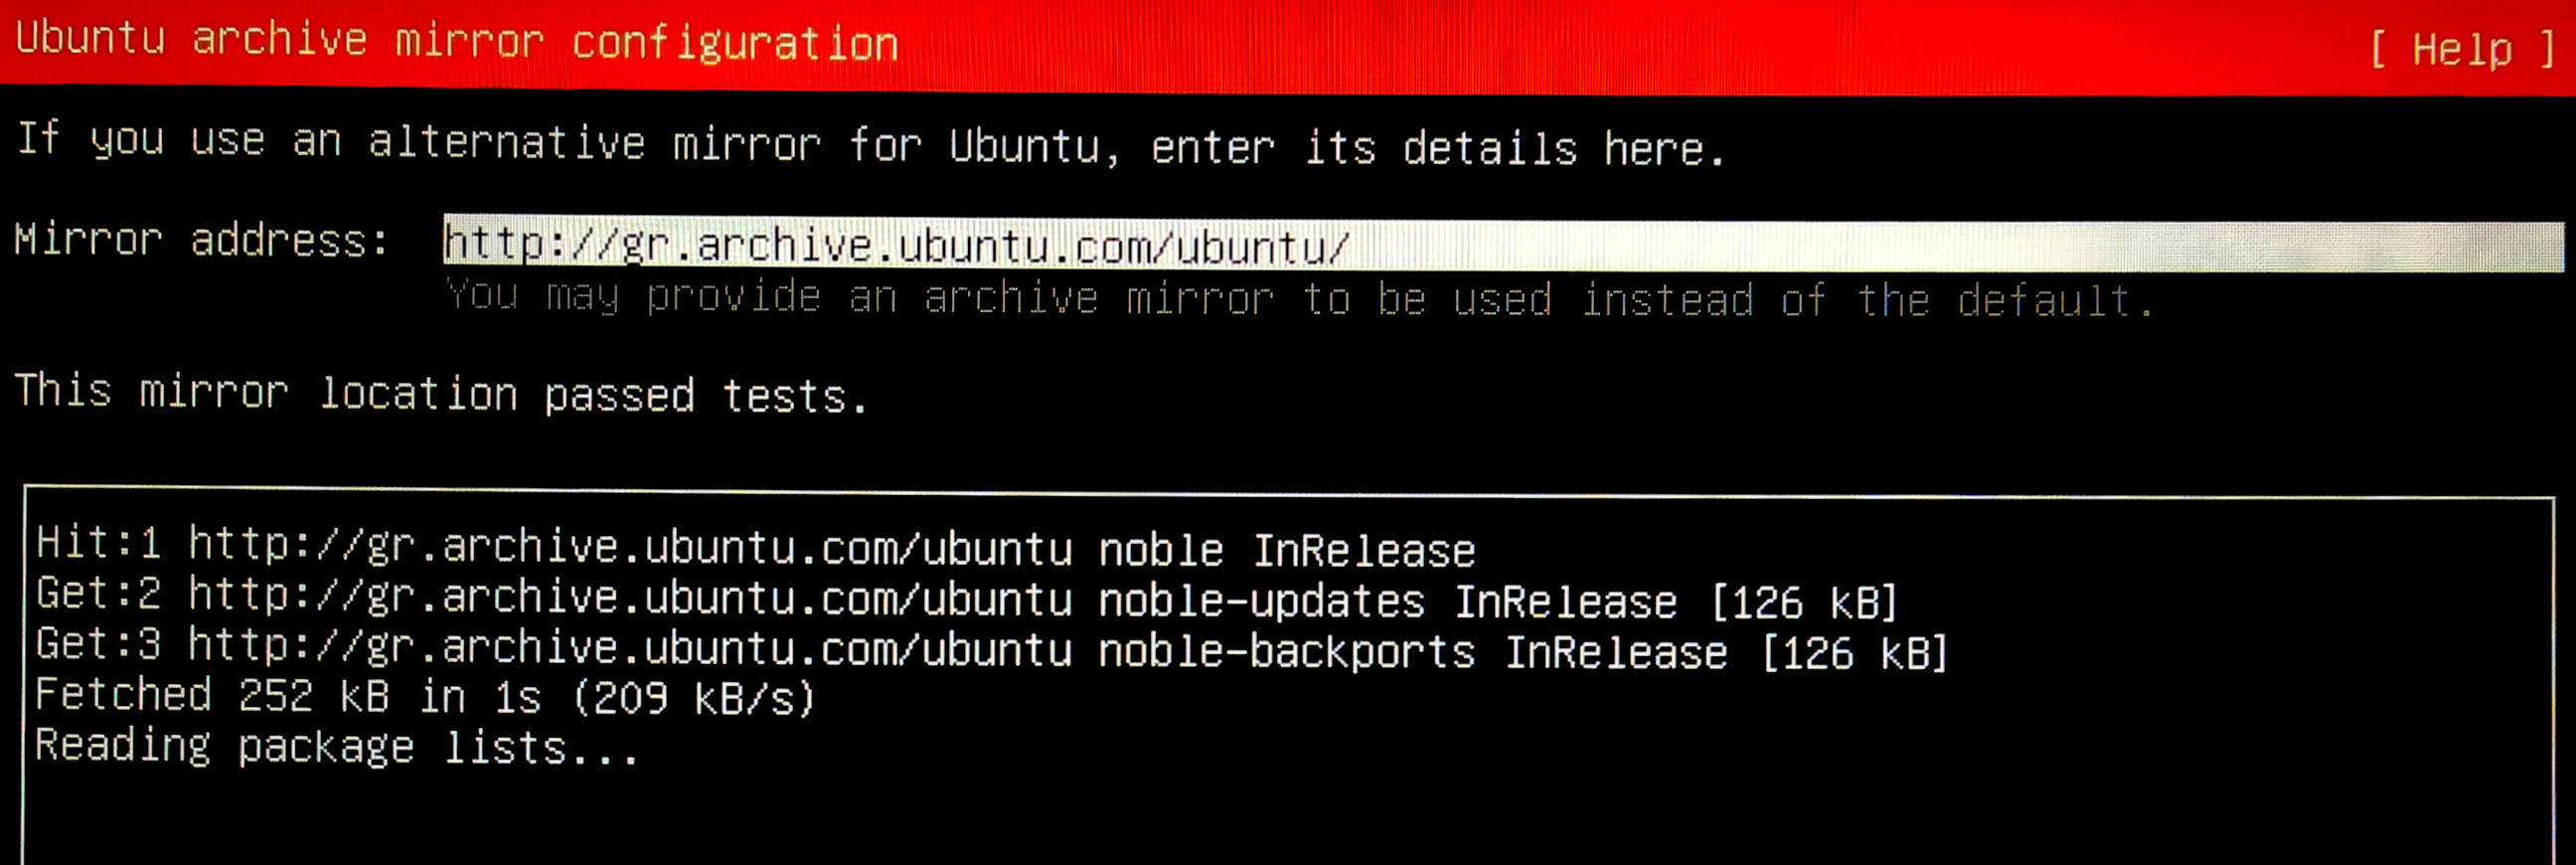 Ubuntu archive mirror configuration [ Help ]
If you use an alternative mirror for Ubuntu, enter its details here.
Mirror address: http://gr.archive.ubuntu.com/ubuntu/
You may provide an archive mirror to be used instead of the default.
This mirror location passed tests.
Hit:1 http://gr.archive.ubuntu.com/ubuntu noble InRelease
Get:2 http://gr.archive.ubuntu.com/ubuntu noble-updates InRelease [126 kB]
Get:3 http://gr.archive.ubuntu.com/ubuntu noble-backports InRelease [126 kB]
Fetched 252 kB in 1s (209 kB/s)
Reading package lists...